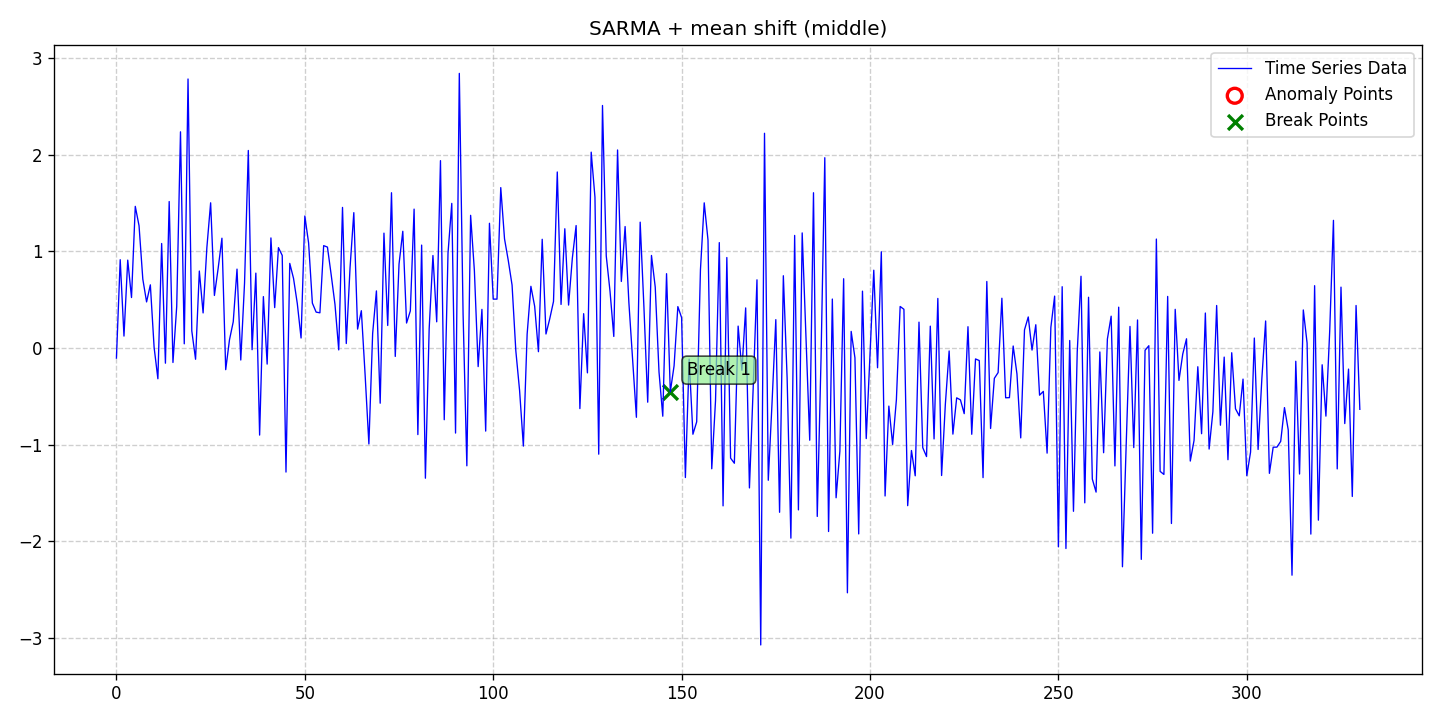 SARMA + mean shift (middle)
Time Series Data
Anomaly Points
Break Points
3
2
1
0
−1
−2
−3
Break 1
0
50
100
150
200
250
300